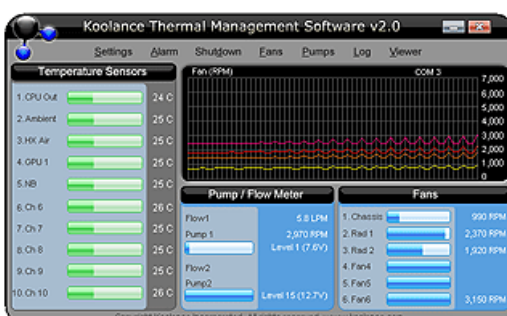 Koolance Thermal Management Software v2.0
Settings Alarm Shutdown Fans Pumps Log Viewer
Temperature Sensors
1.CPU Out 24 C
2.Ambient 25 C
3.HX Air 25 C
4.GPU 1 25 C
5.NB 25 C
6.Ch 6 26 C
7.Ch 7 25 C
8.Ch 8 25 C
9.Ch 9 25 C
10.Ch 10 26 C
Fan (RPM) COM 3
7,000
6,000
5,000
4,000
3,000
2,000
1,000
0
Pump / Flow Meter
Flow1 5.8 LPM
Pump 1 2,970 RPM
Level 1 (7.6V)
Flow2
Pump2
Level 15 (12.7V)
Fans
1. Chassis 990 RPM
2. Rad 1 2,370 RPM
3. Rad 2 1,920 RPM
4. Fan4
5. Fan5
6. Fan6 3,150 RPM